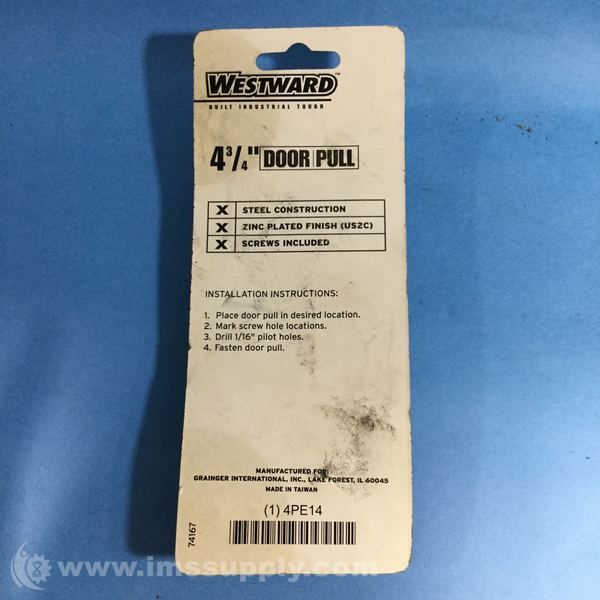 WESTWARD™
BUILT INDUSTRIAL TOUGH
4 3/4" DOOR PULL
X STEEL CONSTRUCTION
X ZINC PLATED FINISH (US2C)
X SCREWS INCLUDED
INSTALLATION INSTRUCTIONS:
1. Place door pull in desired location.
2. Mark screw hole locations.
3. Drill 1/16" pilot holes.
4. Fasten door pull.
MANUFACTURED FOR:
GRAINGER INTERNATIONAL, INC., LAKE FOREST, IL 60045
MADE IN TAIWAN
(1) 4PE14
74167
www.imssupply.com